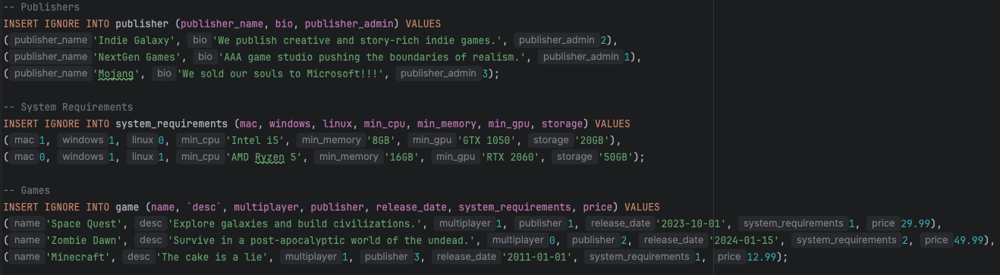 -- Publishers
INSERT IGNORE INTO publisher (publisher_name, bio, publisher_admin) VALUES
( publisher_name 'Indie Galaxy', bio 'We publish creative and story-rich indie games.', publisher_admin 2),
( publisher_name 'NextGen Games', bio 'AAA game studio pushing the boundaries of realism.', publisher_admin 1),
( publisher_name 'Mojang', bio 'We sold our souls to Microsoft!!!', publisher_admin 3);
-- System Requirements
INSERT IGNORE INTO system_requirements (mac, windows, linux, min_cpu, min_memory, min_gpu, storage) VALUES
( mac 1, windows 1, linux 0, min_cpu 'Intel i5', min_memory '8GB', min_gpu 'GTX 1050', storage '20GB'),
( mac 0, windows 1, linux 1, min_cpu 'AMD Ryzen 5', min_memory '16GB', min_gpu 'RTX 2060', storage '50GB');
-- Games
INSERT IGNORE INTO game (name, `desc`, multiplayer, publisher, release_date, system_requirements, price) VALUES
( name 'Space Quest', desc 'Explore galaxies and build civilizations.', multiplayer 1, publisher 1, release_date '2023-10-01', system_requirements 1, price 29.99),
( name 'Zombie Dawn', desc 'Survive in a post-apocalyptic world of the undead.', multiplayer 0, publisher 2, release_date '2024-01-15', system_requirements 2, price 49.99),
( name 'Minecraft', desc 'The cake is a lie', multiplayer 1, publisher 3, release_date '2011-01-01', system_requirements 1, price 12.99);